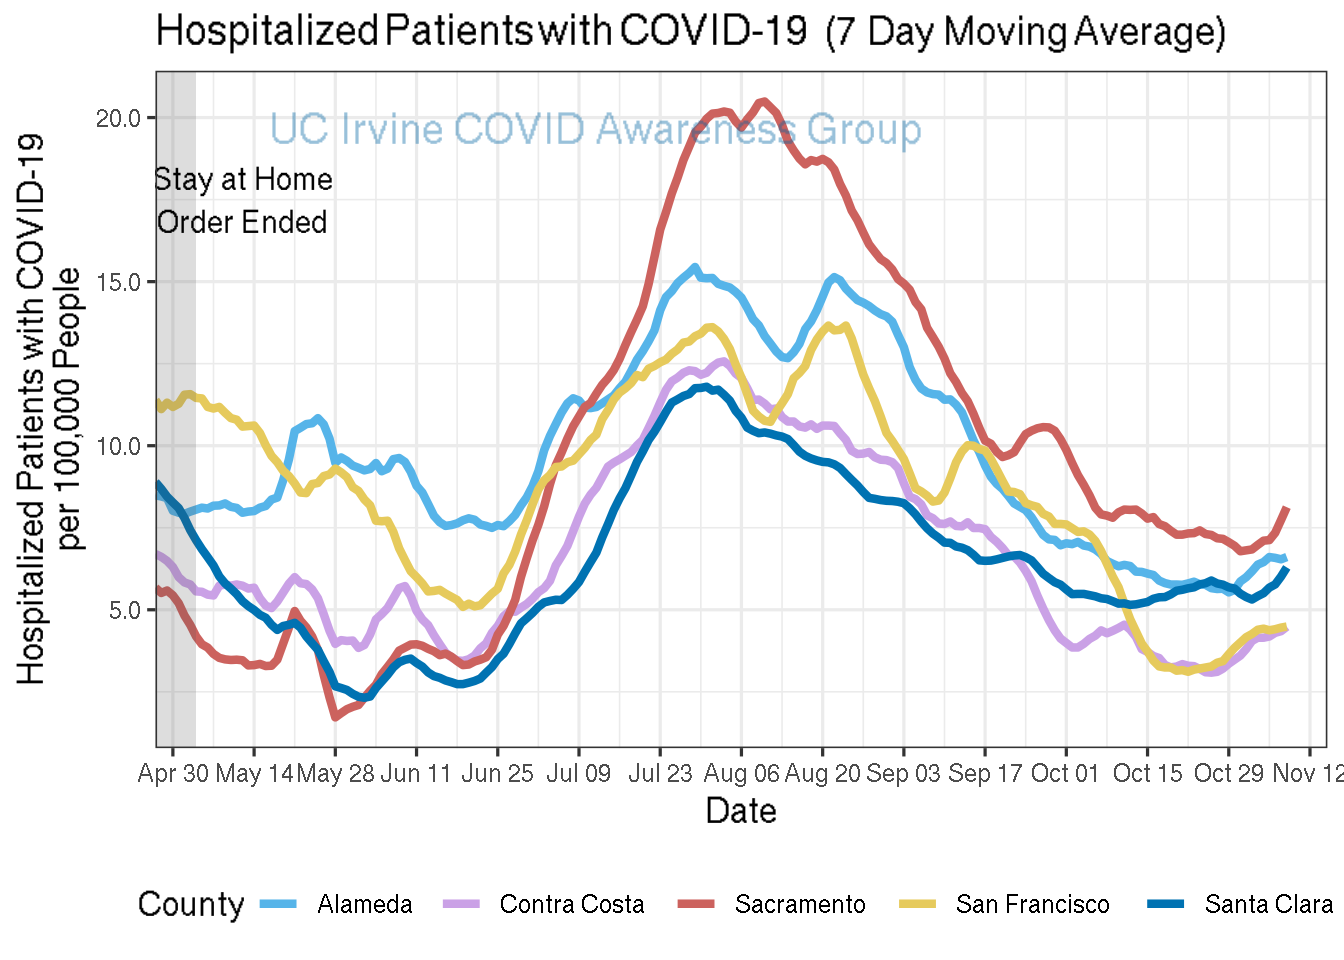 Hospitalized Patients with COVID-19 (7 Day Moving Average)
UC Irvine COVID Awareness Group
Stay at Home
Order Ended
Hospitalized Patients with COVID-19
per 100,000 People
20.0
15.0
10.0
5.0
Apr 30 May 14 May 28 Jun 11 Jun 25 Jul 09 Jul 23 Aug 06 Aug 20 Sep 03 Sep 17 Oct 01 Oct 15 Oct 29 Nov 12
Date
County Alameda Contra Costa Sacramento San Francisco Santa Clara